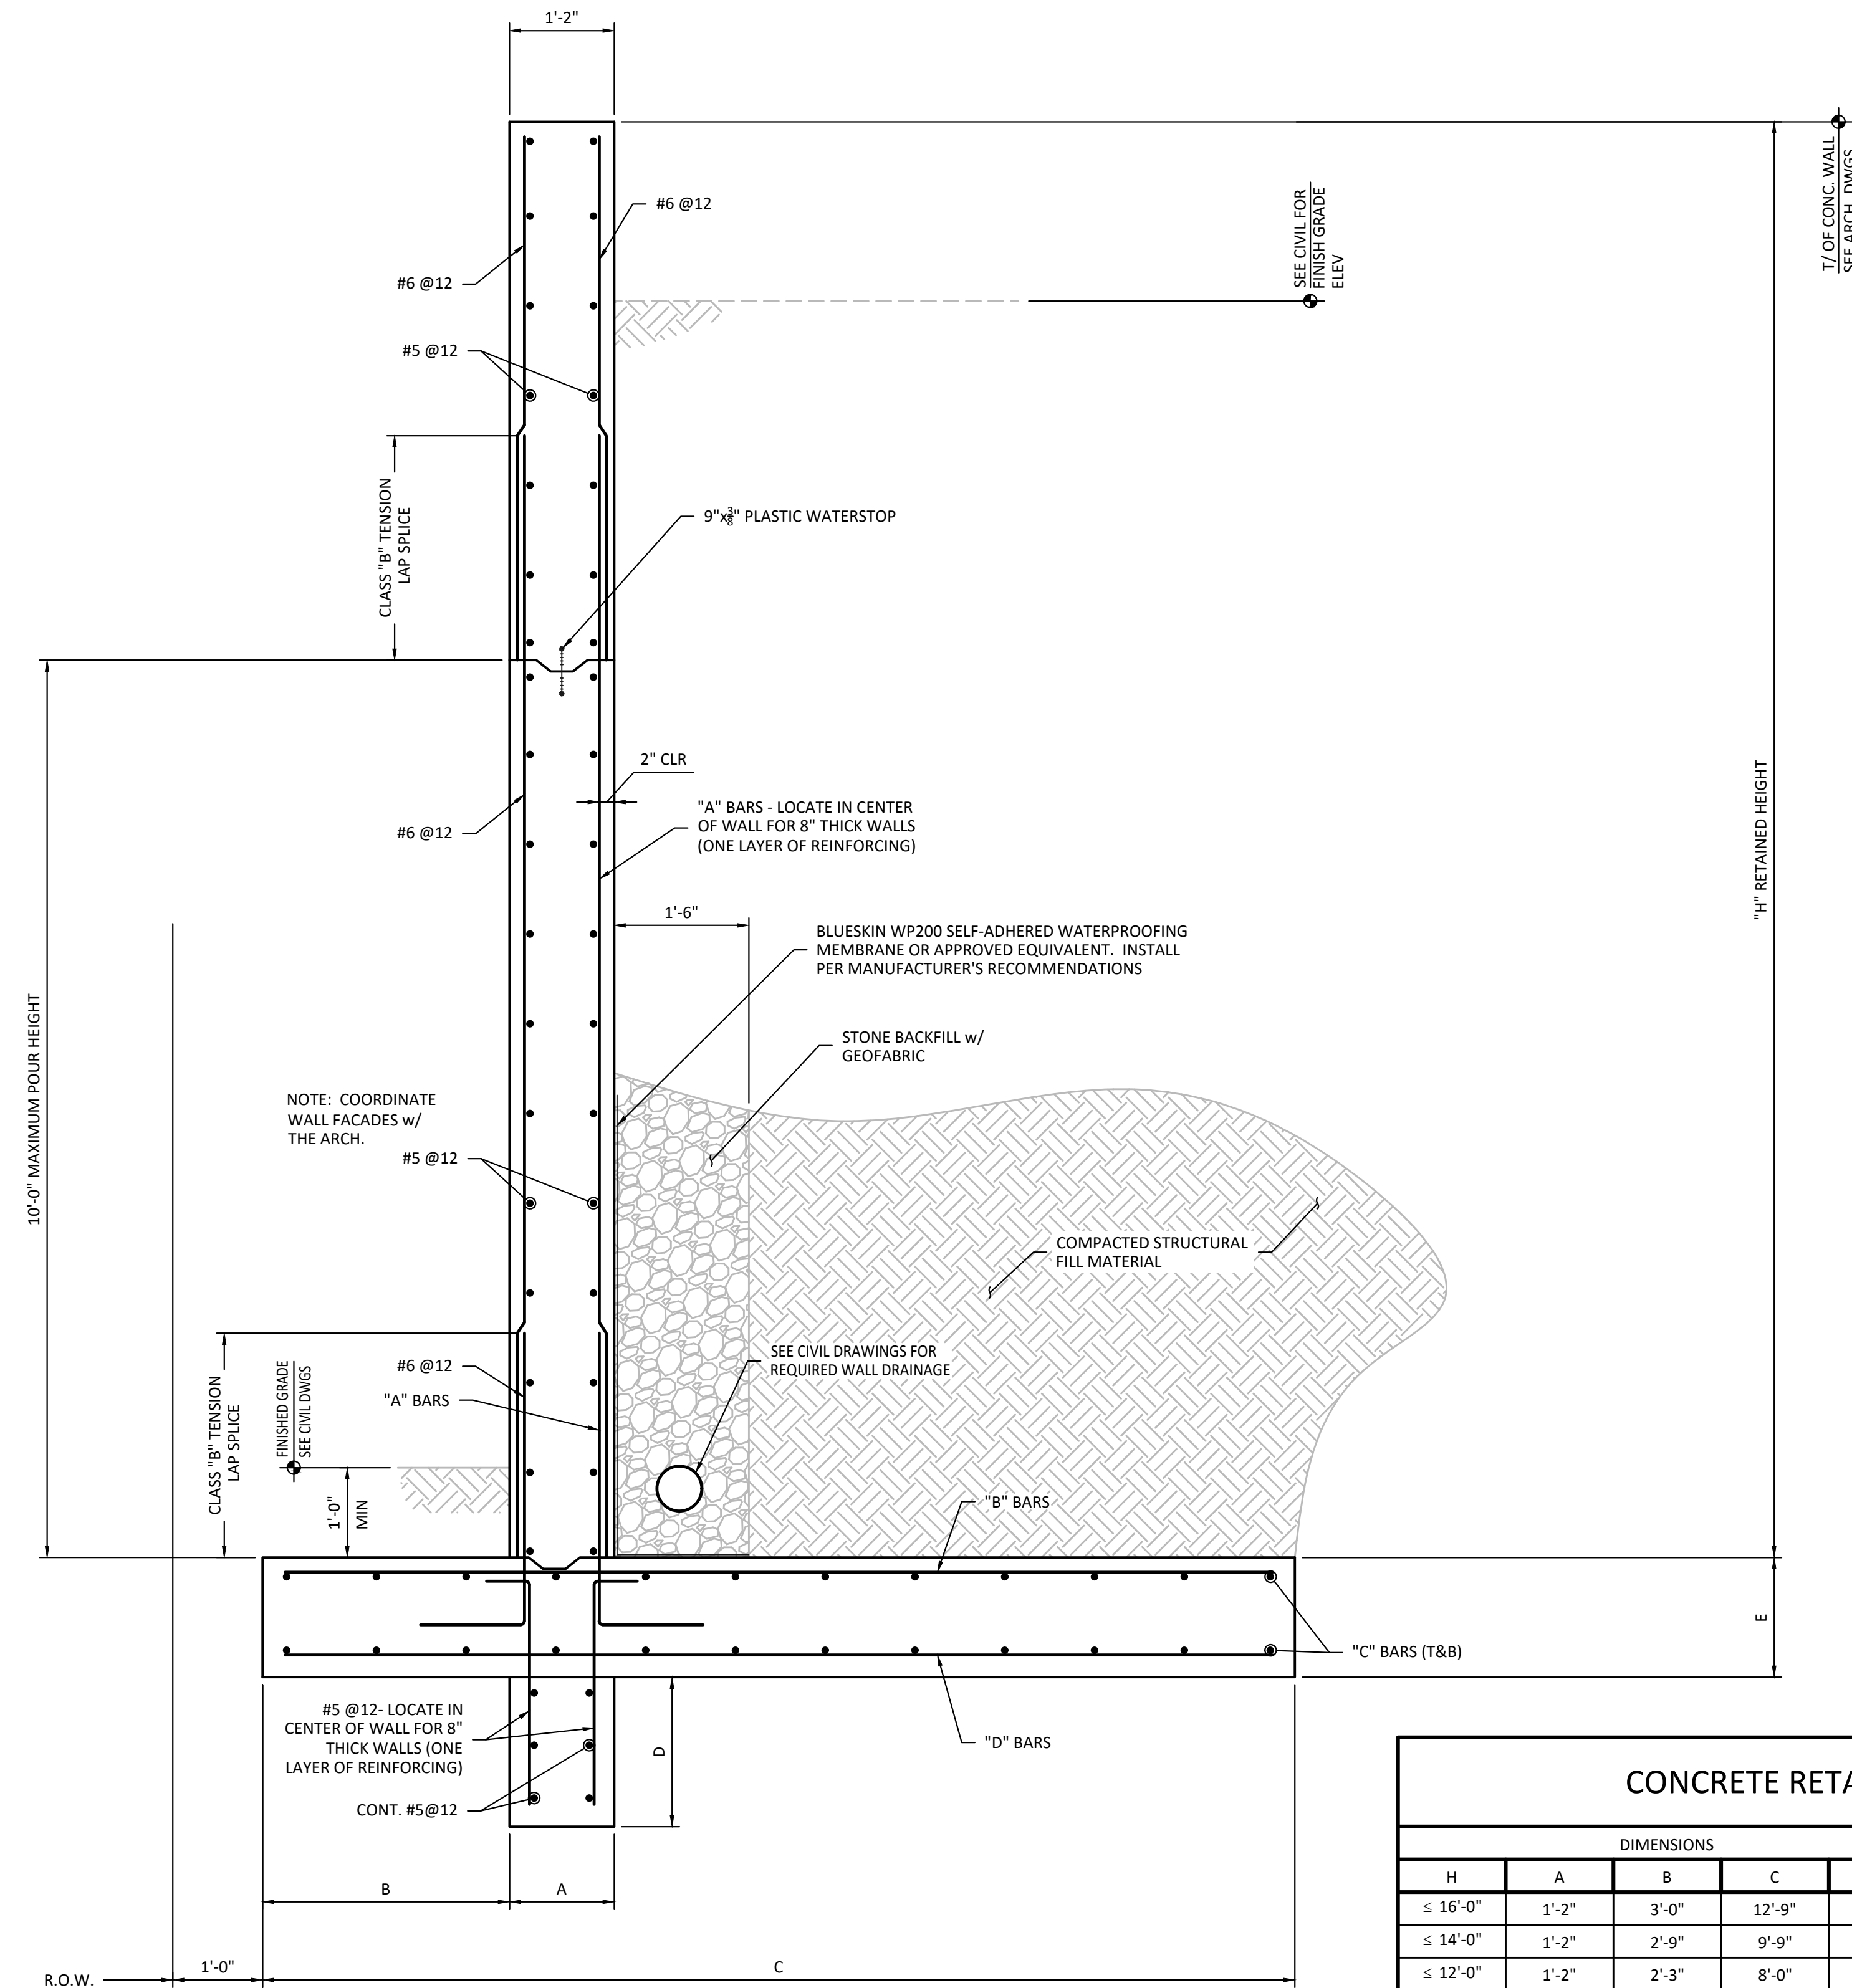 1'-2"
T/ OF CONC. WALL
SEE ARCH. DWGS
#6 @12
SEE CIVIL FOR
FINISH GRADE
ELEV
#6 @12
#5 @12
CLASS "B" TENSION
LAP SPLICE
9"x3/8" PLASTIC WATERSTOP
2" CLR
"A" BARS - LOCATE IN CENTER
OF WALL FOR 8" THICK WALLS
(ONE LAYER OF REINFORCING)
#6 @12
"H" RETAINED HEIGHT
1'-6"
BLUESKIN WP200 SELF-ADHERED WATERPROOFING
MEMBRANE OR APPROVED EQUIVALENT. INSTALL
PER MANUFACTURER'S RECOMMENDATIONS
STONE BACKFILL w/
GEOFABRIC
10'-0" MAXIMUM POUR HEIGHT
NOTE: COORDINATE
WALL FACADES w/
THE ARCH.
#5 @12
COMPACTED STRUCTURAL
FILL MATERIAL
SEE CIVIL DRAWINGS FOR
REQUIRED WALL DRAINAGE
#6 @12
"A" BARS
CLASS "B" TENSION
LAP SPLICE
FINISHED GRADE
SEE CIVIL DWGS
1'-0"
MIN
"B" BARS
E
"C" BARS (T&B)
#5 @12- LOCATE IN
CENTER OF WALL FOR 8"
THICK WALLS (ONE
LAYER OF REINFORCING)
D
"D" BARS
CONT. #5@12
B
A
R.O.W.
1'-0"
C
CONCRETE RETA
DIMENSIONS
H A B C
≤ 16'-0" 1'-2" 3'-0" 12'-9"
≤ 14'-0" 1'-2" 2'-9" 9'-9"
≤ 12'-0" 1'-2" 2'-3" 8'-0"